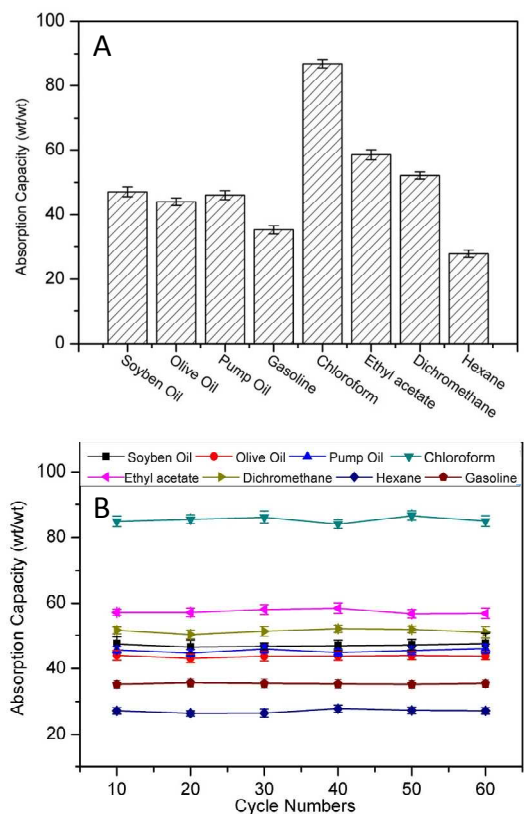 A
Absorption Capacity (wt/wt)
100
80
60
40
20
0
Soyben Oil
Olive Oil
Pump Oil
Gasoline
Chloroform
Ethyl acetate
Dichromethane
Hexane
B
Absorption Capacity (wt/wt)
Soyben Oil Olive Oil Pump Oil Chloroform
Ethyl acetate Dichromethane Hexane Gasoline
100
80
60
40
20
10 20 30 40 50 60
Cycle Numbers